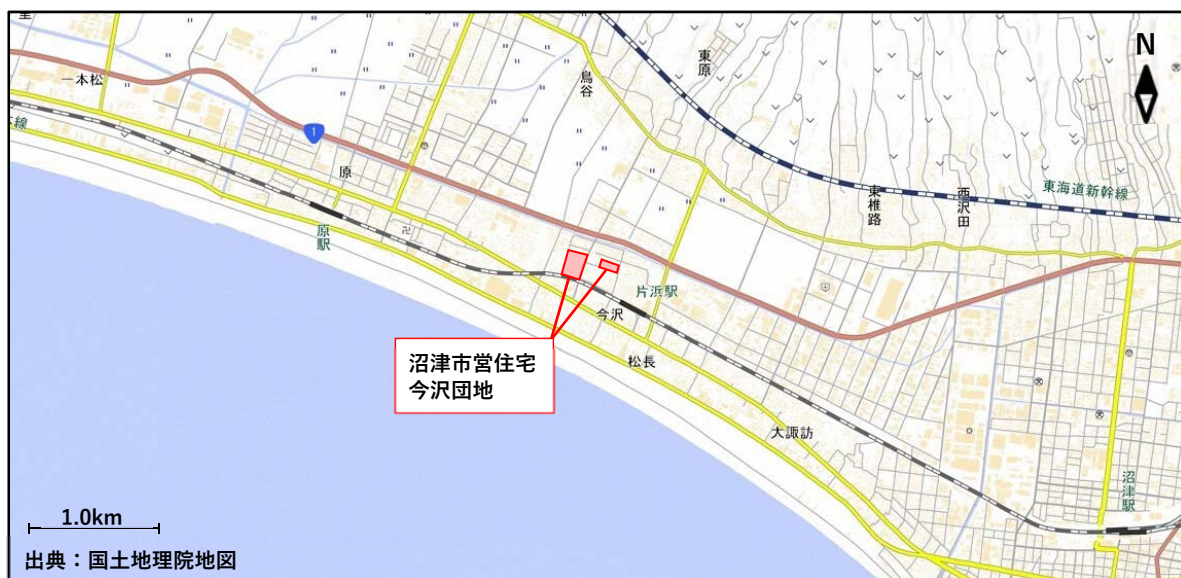 里
一本松
線
1
原
原駅
鳥谷
東原
N
東椎路
西沢田
東海道新幹線
片浜駅
今沢
松長
沼津市営住宅
今沢団地
大諏訪
沼津駅
1.0km
出典：国土地理院地図